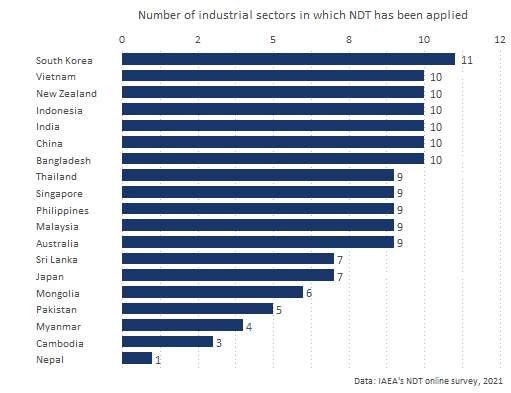 Number of industrial sectors in which NDT has been applied
0 2 5 8 10 12
South Korea 11
Vietnam 10
New Zealand 10
Indonesia 10
India 10
China 10
Bangladesh 10
Thailand 9
Singapore 9
Philippines 9
Malaysia 9
Australia 9
Sri Lanka 7
Japan 7
Mongolia 6
Pakistan 5
Myanmar 4
Cambodia 3
Nepal 1
Data: IAEA's NDT online survey, 2021